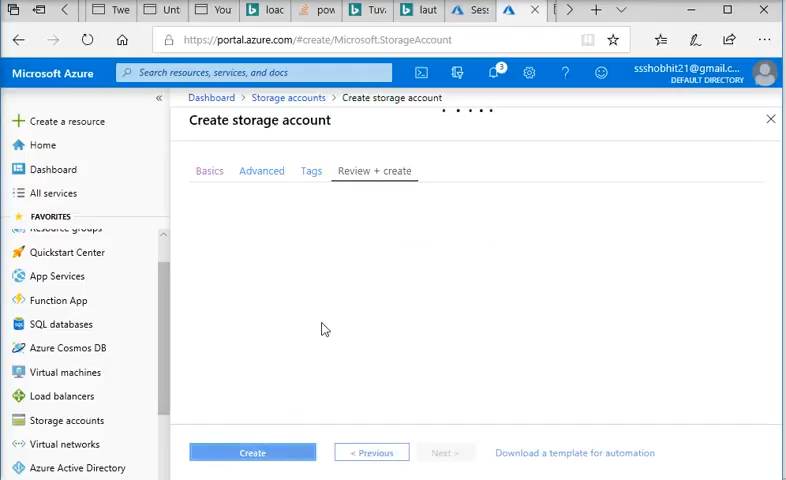 Twe
Unt
You
loac
pow
Tuv
laut
Sess
https://portal.azure.com/#create/Microsoft.StorageAccount
Microsoft Azure
Search resources, services, and docs
3
ssshobhit21@gmail.c...
DEFAULT DIRECTORY
Dashboard > Storage accounts > Create storage account
Create storage account
Create a resource
Home
Dashboard
All services
FAVORITES
Resource groups
Quickstart Center
App Services
Function App
SQL databases
Azure Cosmos DB
Virtual machines
Load balancers
Storage accounts
Virtual networks
Azure Active Directory
Basics Advanced Tags Review + create
Create < Previous Next > Download a template for automation